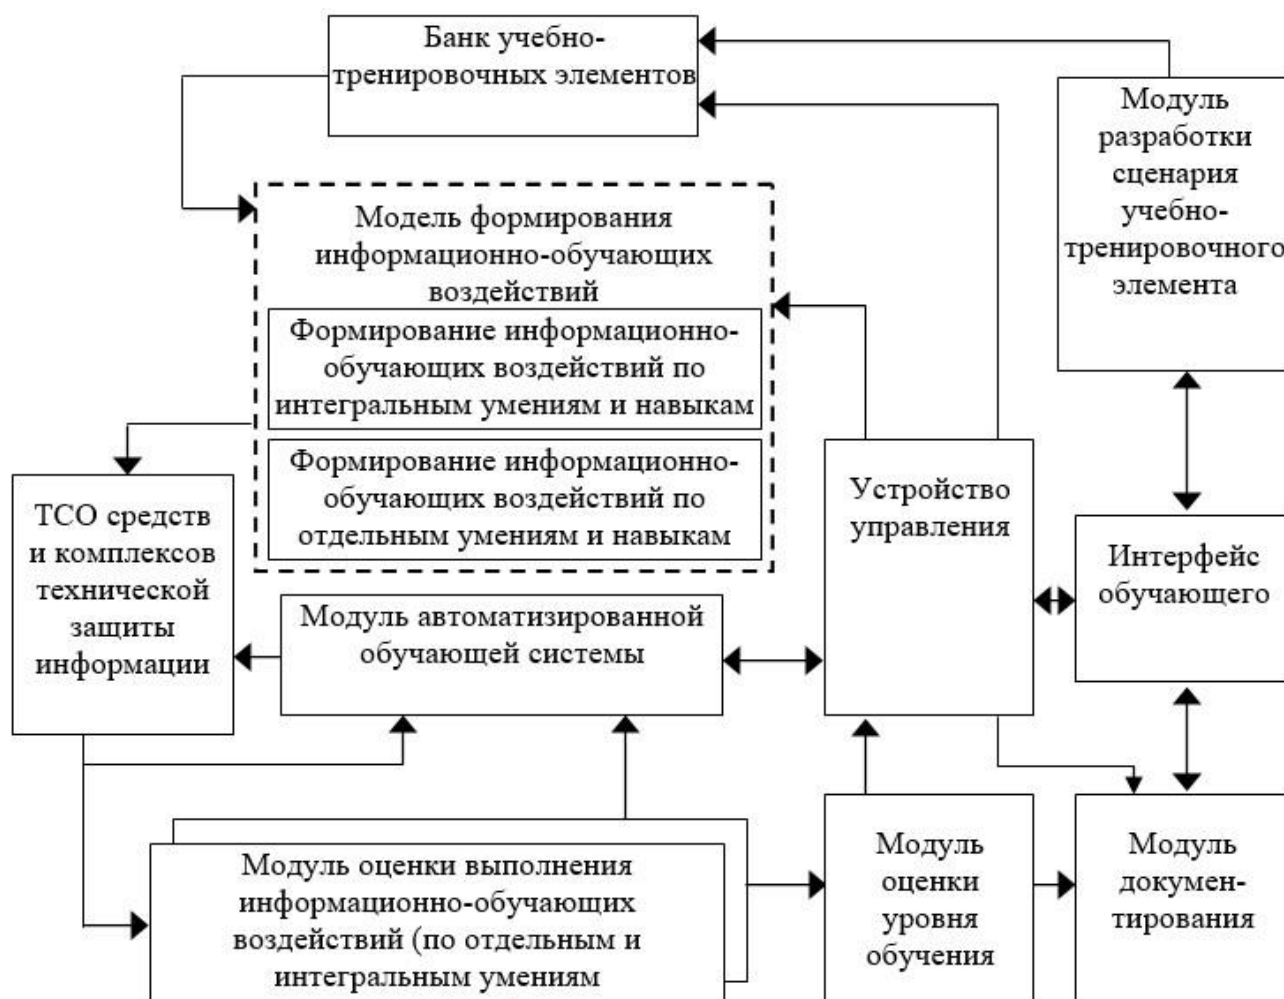 Банк учебно-
тренировочных элементов
Модуль
разработки
сценария
учебно-
тренировочного
элемента
Модель формирования
информационно-обучающих
воздействий
Формирование информационно-
обучающих воздействий по
интегральным умениям и навыкам
Формирование информационно-
обучающих воздействий по
отдельным умениям и навыкам
ТСО средств
и комплексов
технической
защиты
информации
Устройство
управления
Интерфейс
обучающего
Модуль автоматизированной
обучающей системы
Модуль оценки выполнения
информационно-обучающих
воздействий (по отдельным и
интегральным умениям
Модуль
оценки
уровня
обучения
Модуль
докумен-
тирования